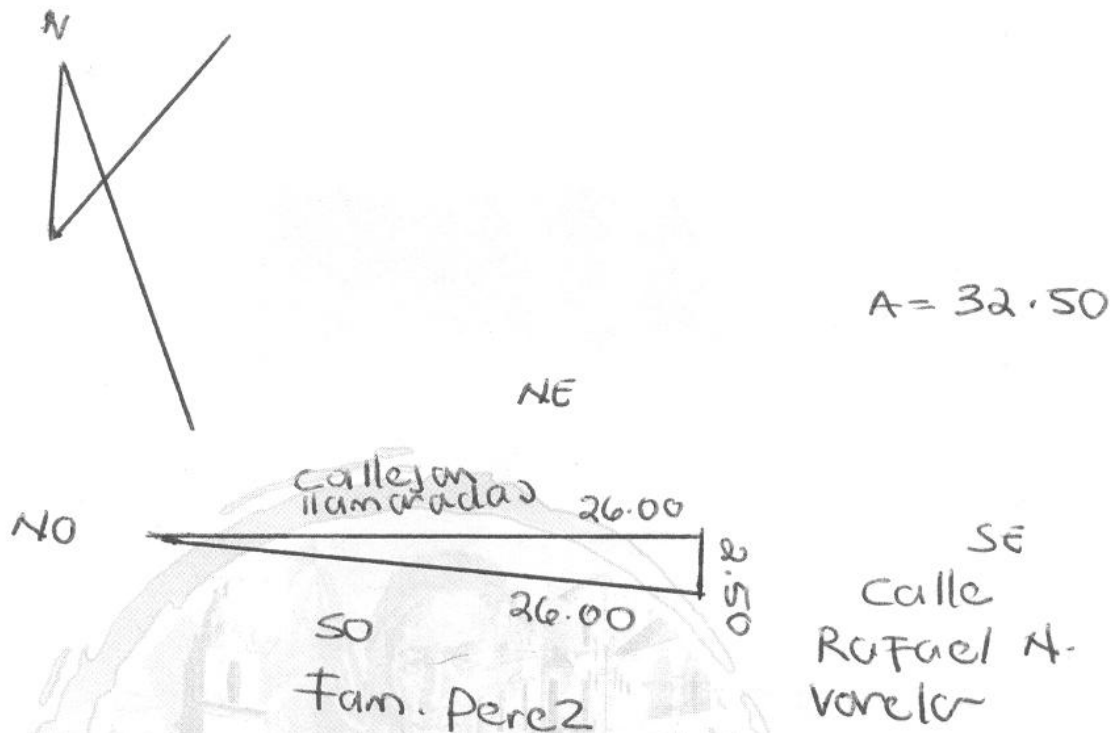 N
A = 32.50
NE
callejon
llamaradas
26.00
NO
2.50
SE
26.00
calle
SO
Rafael A.
Fam. Perez
varela